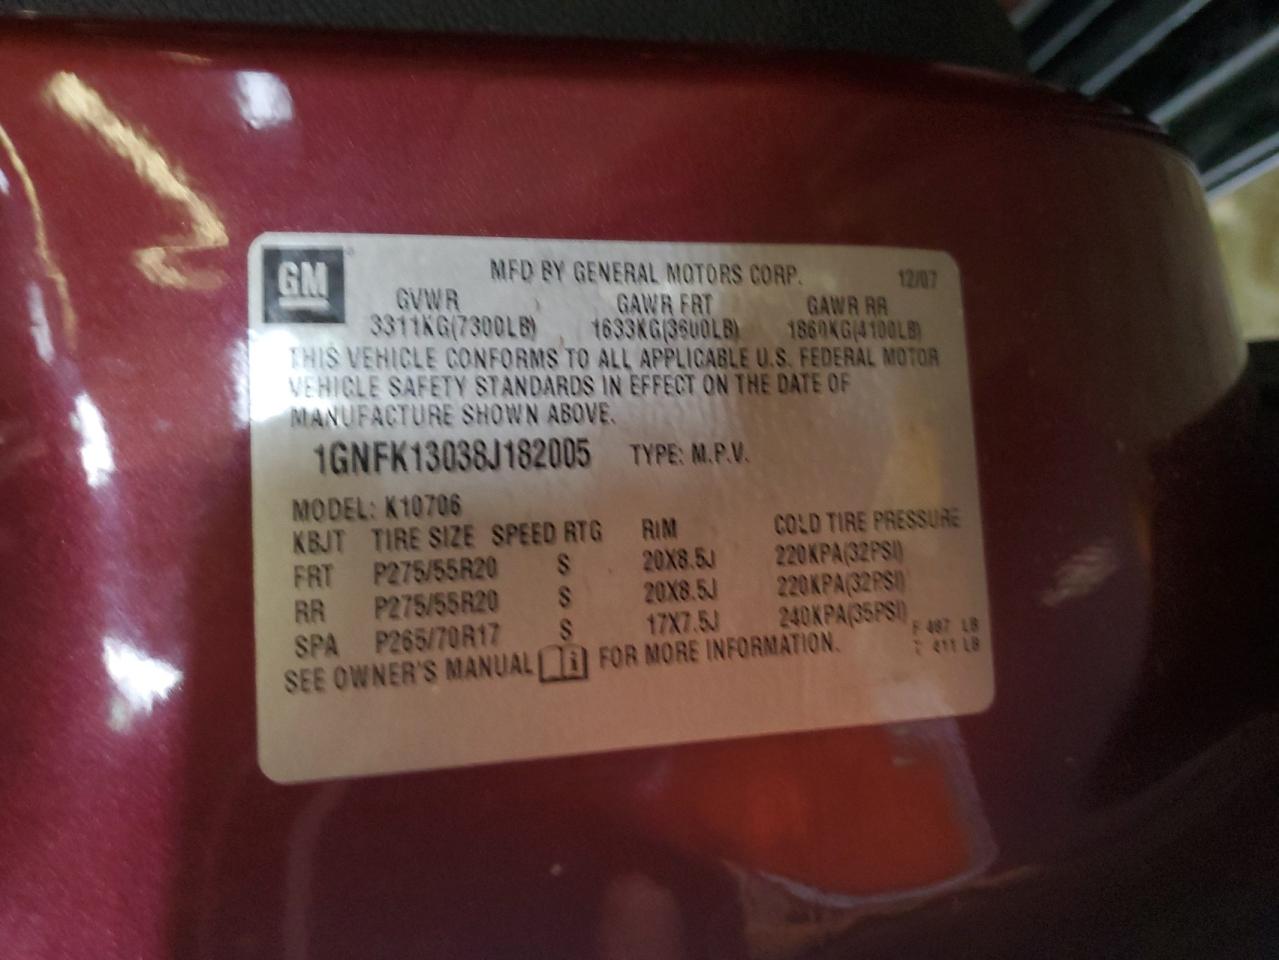 GM
MFD BY GENERAL MOTORS CORP. 12/07
GVWR GAWR FRT GAWR RR
3311KG(7300LB) 1633KG(3600LB) 1860KG(4100LB)
THIS VEHICLE CONFORMS TO ALL APPLICABLE U.S. FEDERAL MOTOR
VEHICLE SAFETY STANDARDS IN EFFECT ON THE DATE OF
MANUFACTURE SHOWN ABOVE.
1GNFK13038J182005 TYPE: M.P.V.
MODEL: K10706
KBJT TIRE SIZE SPEED RTG RIM COLD TIRE PRESSURE
FRT P275/55R20 S 20X8.5J 220KPA(32PSI)
RR P275/55R20 S 20X8.5J 220KPA(32PSI)
SPA P265/70R17 S 17X7.5J 240KPA(35PSI)
F LB
411 LB
SEE OWNER'S MANUAL FOR MORE INFORMATION.